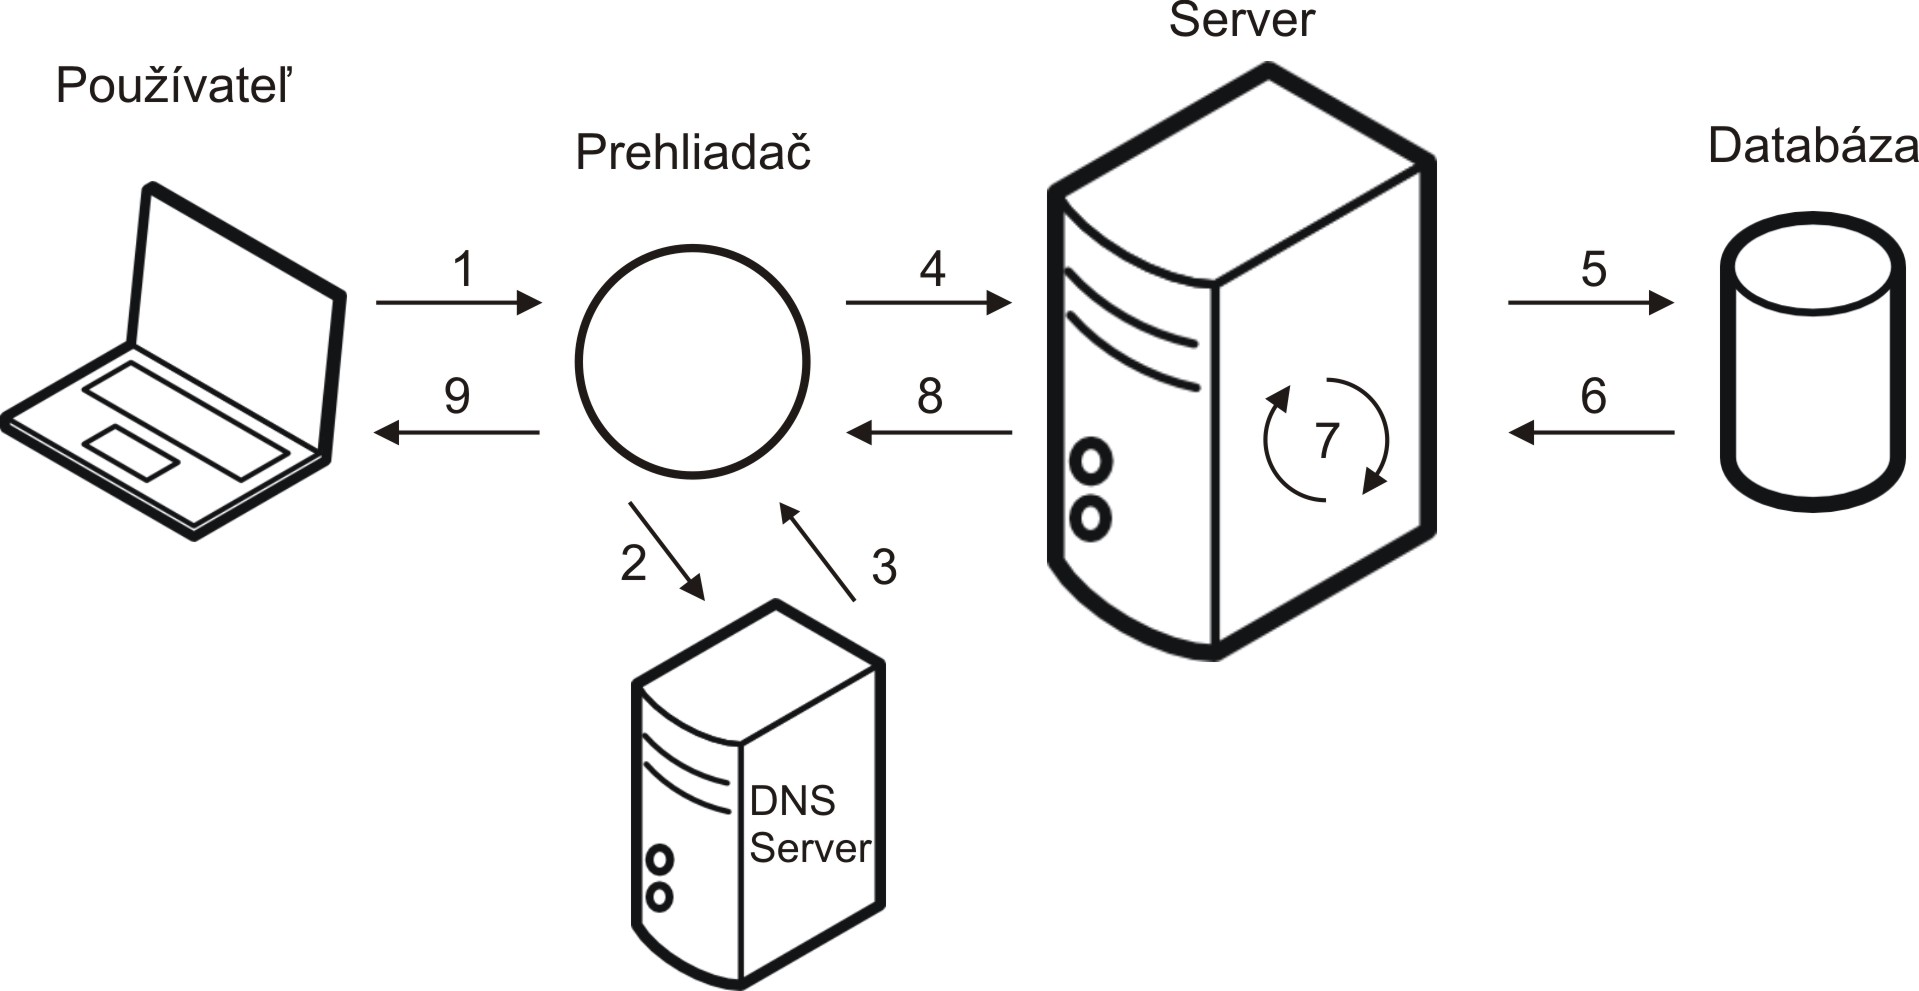 Server
Používateľ
Prehliadač
Databáza
1
4
5
9
8
6
7
2
3
DNS
Server